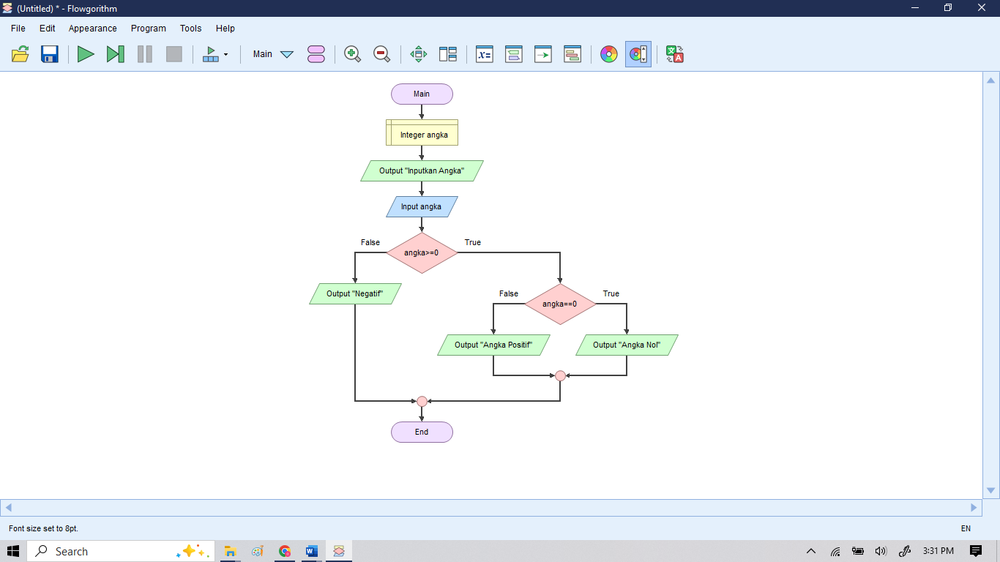 (Untitled) * - Flowgorithm
File Edit Appearance Program Tools Help
Main
x=
文
A
Main
Integer angka
Output "Inputkan Angka"
Input angka
False True
angka>=0
Output "Negatif"
False True
angka==0
Output "Angka Positif" Output "Angka Nol"
End
Font size set to 8pt.
EN
W
Search
3:31 PM